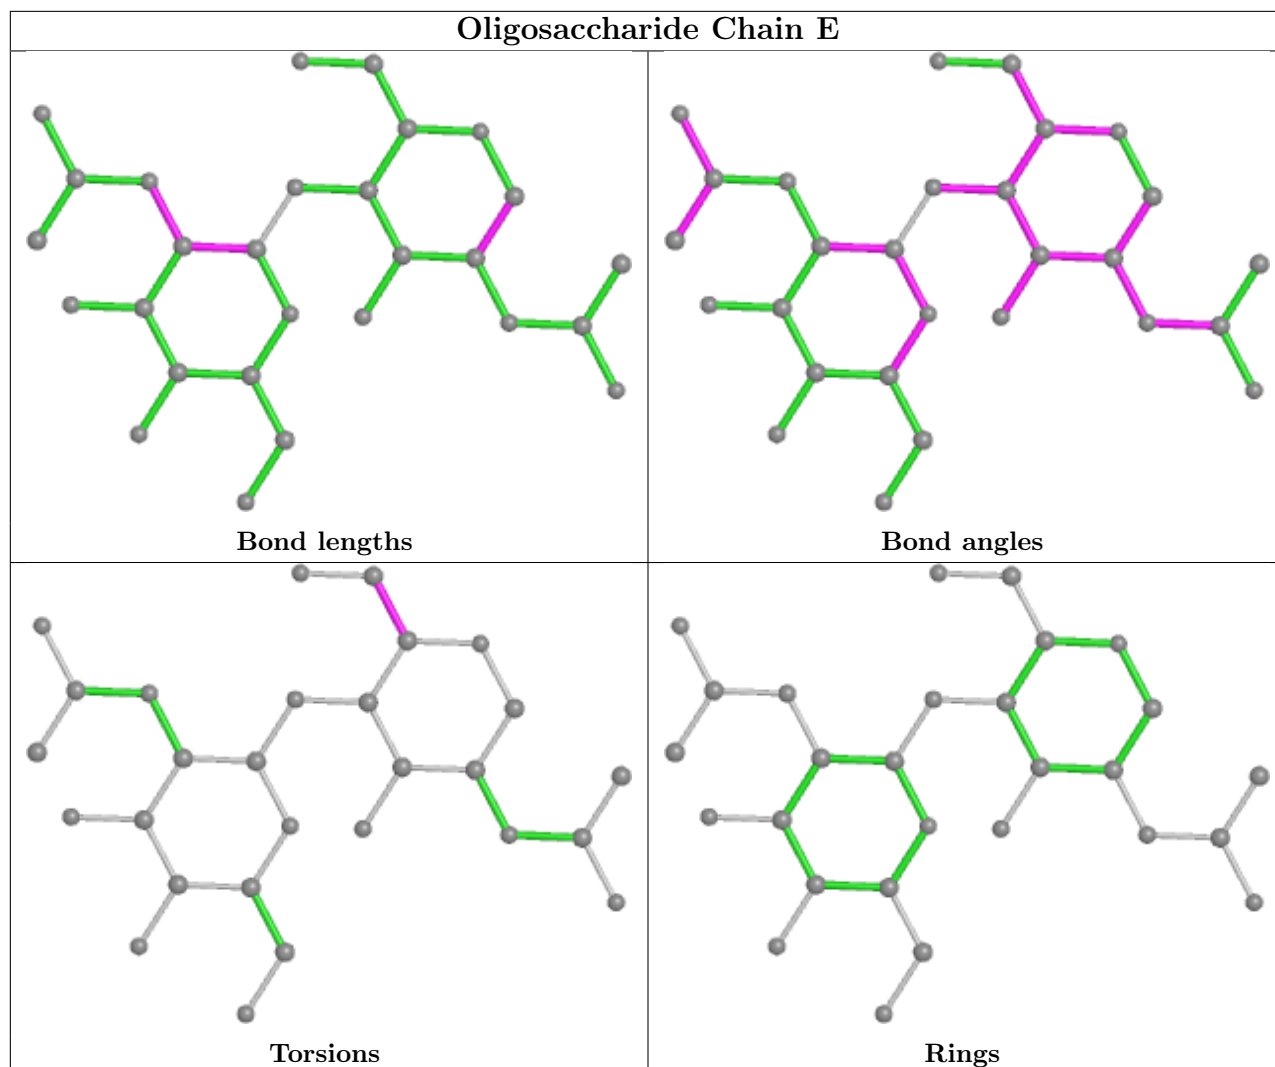 Oligosaccharide Chain E
Bond lengths
Bond angles
Torsions
Rings